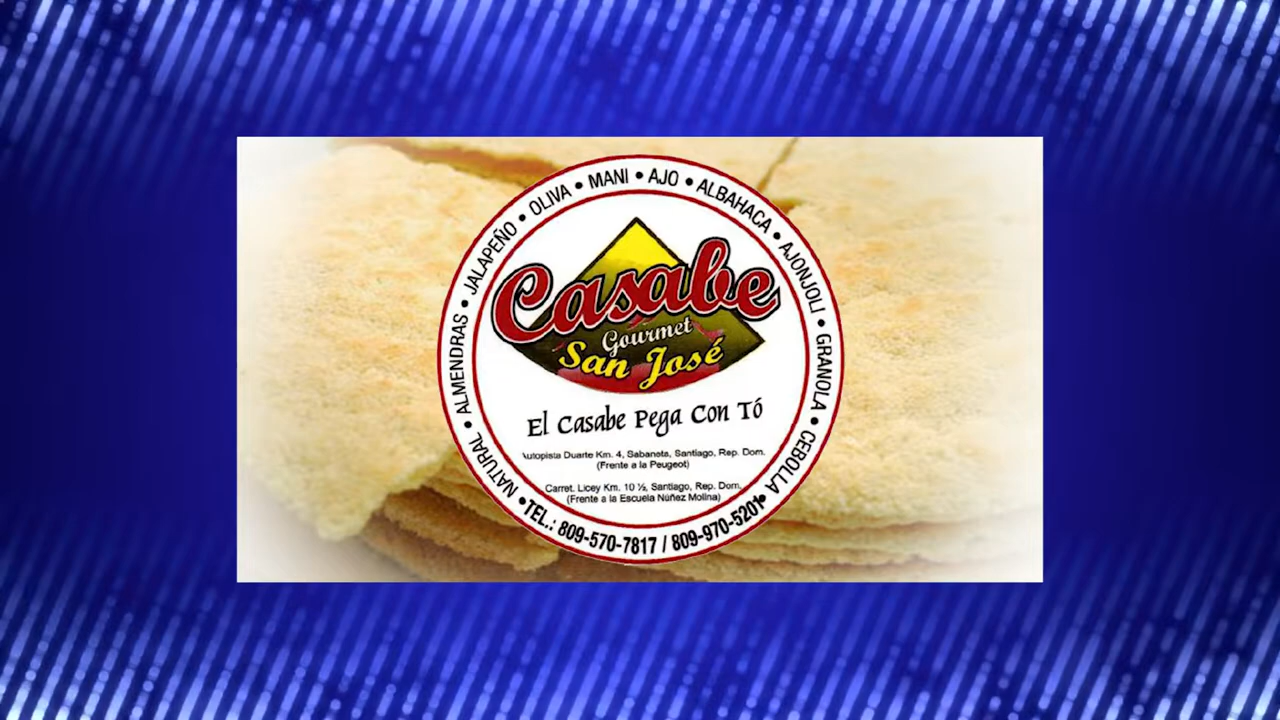 • NATURAL • ALMENDRAS • JALAPEÑO • OLIVA • MANI • AJO • ALBAHACA • AJONJOLI • GRANOLA • CEBOLLA •
Casabe
Gourmet
San José
El Casabe Pega Con Tó
utopista Duarte Km. 4, Sabaneta, Santiago, Rep. Dom.
(Frente a la Peugeot)
Carret. Licey Km. 10 ½, Santiago, Rep. Dom.
(Frente a la Escuela Núñez Molina)
TEL.: 809-570-7817 / 809-970-5201